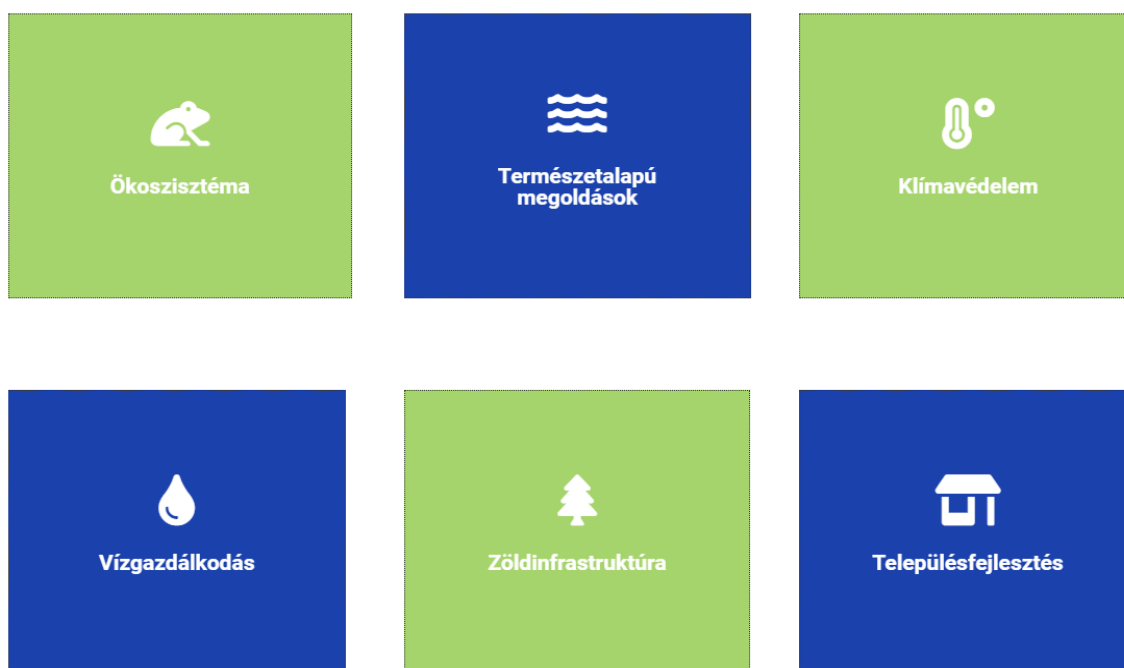 Ökoszisztéma
Természetalapú
megoldások
Klímavédelem
Vízgazdálkodás
Zöldinfrastruktúra
Településfejlesztés